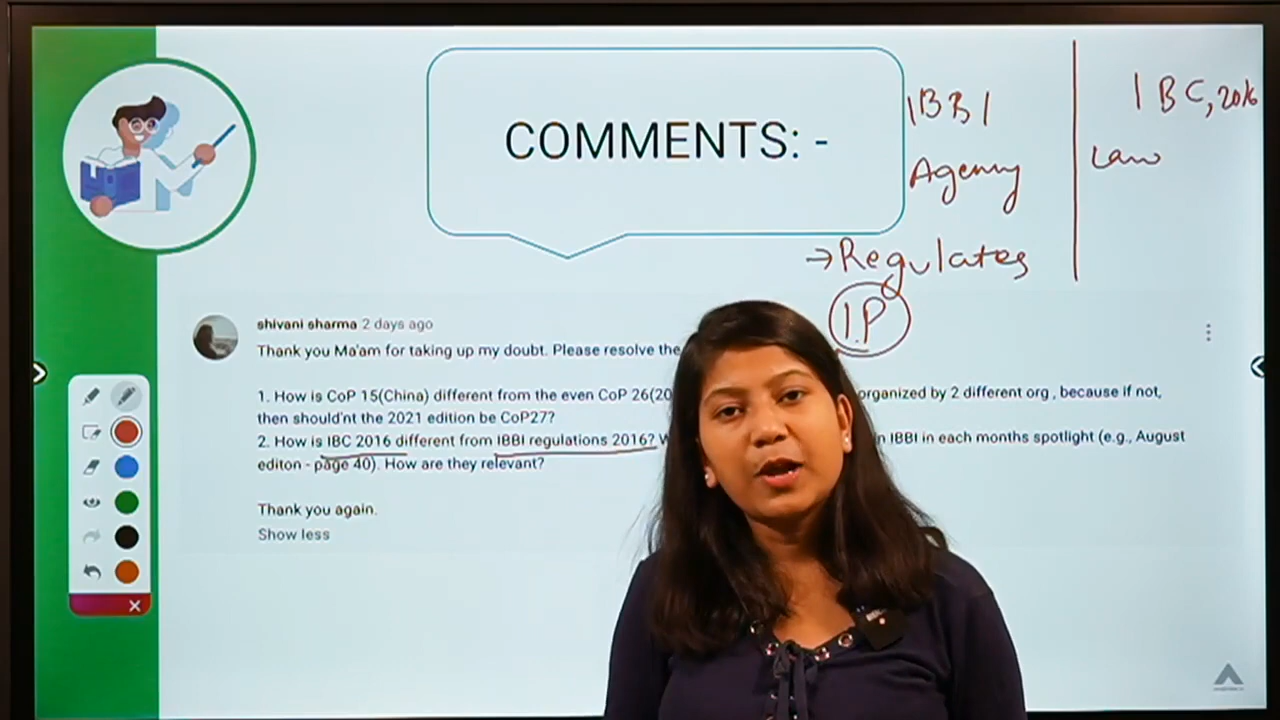 COMMENTS: -
IBBI
Agency
→ Regulates
I.P
IBC, 2016
Law
shivani sharma 2 days ago
Thank you Ma'am for taking up my doubt. Please resolve the
1. How is CoP 15(China) different from the even CoP 26(20 organized by 2 different org , because if not,
then should'nt the 2021 edition be CoP27?
2. How is IBC 2016 different from IBBI regulations 2016? in IBBI in each months spotlight (e.g., August
editon - page 40). How are they relevant?
Thank you again.
Show less